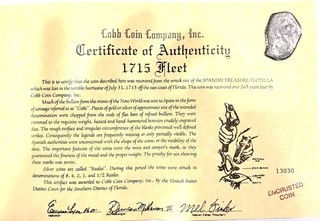 Cobb Coin Company, Inc.
Certificate of Authenticity
1715 Fleet
This is to certify that the coin described here was recovered from the wreck site of the SPANISH TREASURE FLOTILLA
which was lost in the terrible hurricane of July 31, 1715 off the east coast of Florida. This coin was recovered over 265 years later by
Cobb Coin Company, Inc.
Much of the bullion from the mints of the New World was sent to Spain in the form
of coinage referred to as "Cobs". Gold or silver of approximate size of the intended
denomination were chopped from the ends of flat bars of refined bullion. They were
trimmed to the requisite weight, hand hammered between crudely engraved
dies. The rough surface and irregular circumference of the blanks prevented well defined
strikes. Consequently the legends are frequently missing or only partially visible. The
Spanish authorities were unconcerned with the shape of the coin, or the visibility of the
date. The important features of the coins were the mint and assayer's mark, as they
guaranteed the fineness of the metal and the proper weight. The penalty for not showing
these marks was severe.
Silver coins are called "Reales". During this period the coins were struck in
denominations of 8, 4, 2, 1, and 1/2 Reales.
This artifact was awarded to Cobb Coin Company, Inc. By the United States
District Court for the Southern District of Florida.
Mel Fisher
13030
ENCRUSTED
COIN